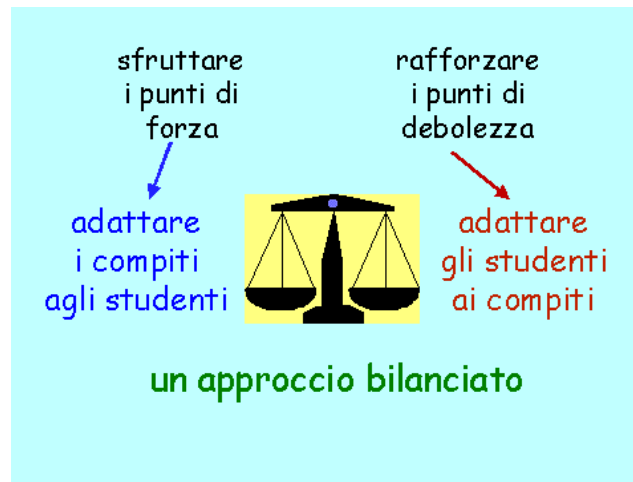 sfruttare
i punti di
forza
rafforzare
i punti di
debolezza
adattare
i compiti
agli studenti
adattare
gli studenti
ai compiti
un approccio bilanciato